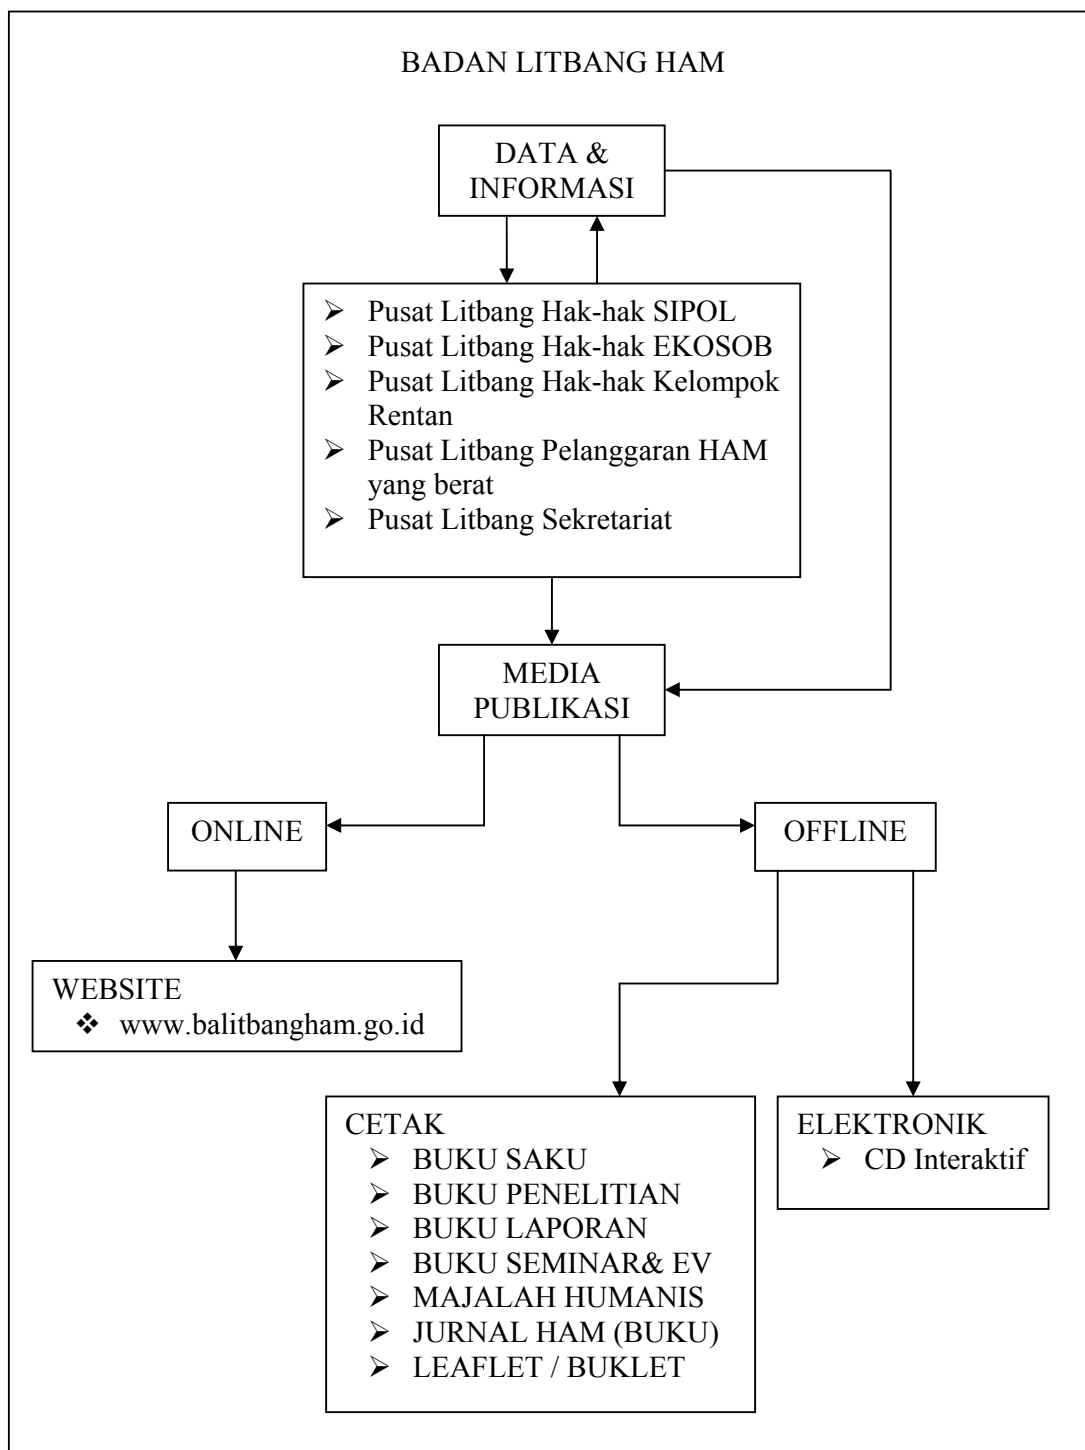 BADAN LITBANG HAM
DATA &
INFORMASI
➢ Pusat Litbang Hak-hak SIPOL
➢ Pusat Litbang Hak-hak EKOSOB
➢ Pusat Litbang Hak-hak Kelompok
Rentan
➢ Pusat Litbang Pelanggaran HAM
yang berat
➢ Pusat Litbang Sekretariat
MEDIA
PUBLIKASI
ONLINE
OFFLINE
WEBSITE
❖ www.balitbangham.go.id
CETAK
➢ BUKU SAKU
➢ BUKU PENELITIAN
➢ BUKU LAPORAN
➢ BUKU SEMINAR& EV
➢ MAJALAH HUMANIS
➢ JURNAL HAM (BUKU)
➢ LEAFLET / BUKLET
ELEKTRONIK
➢ CD Interaktif